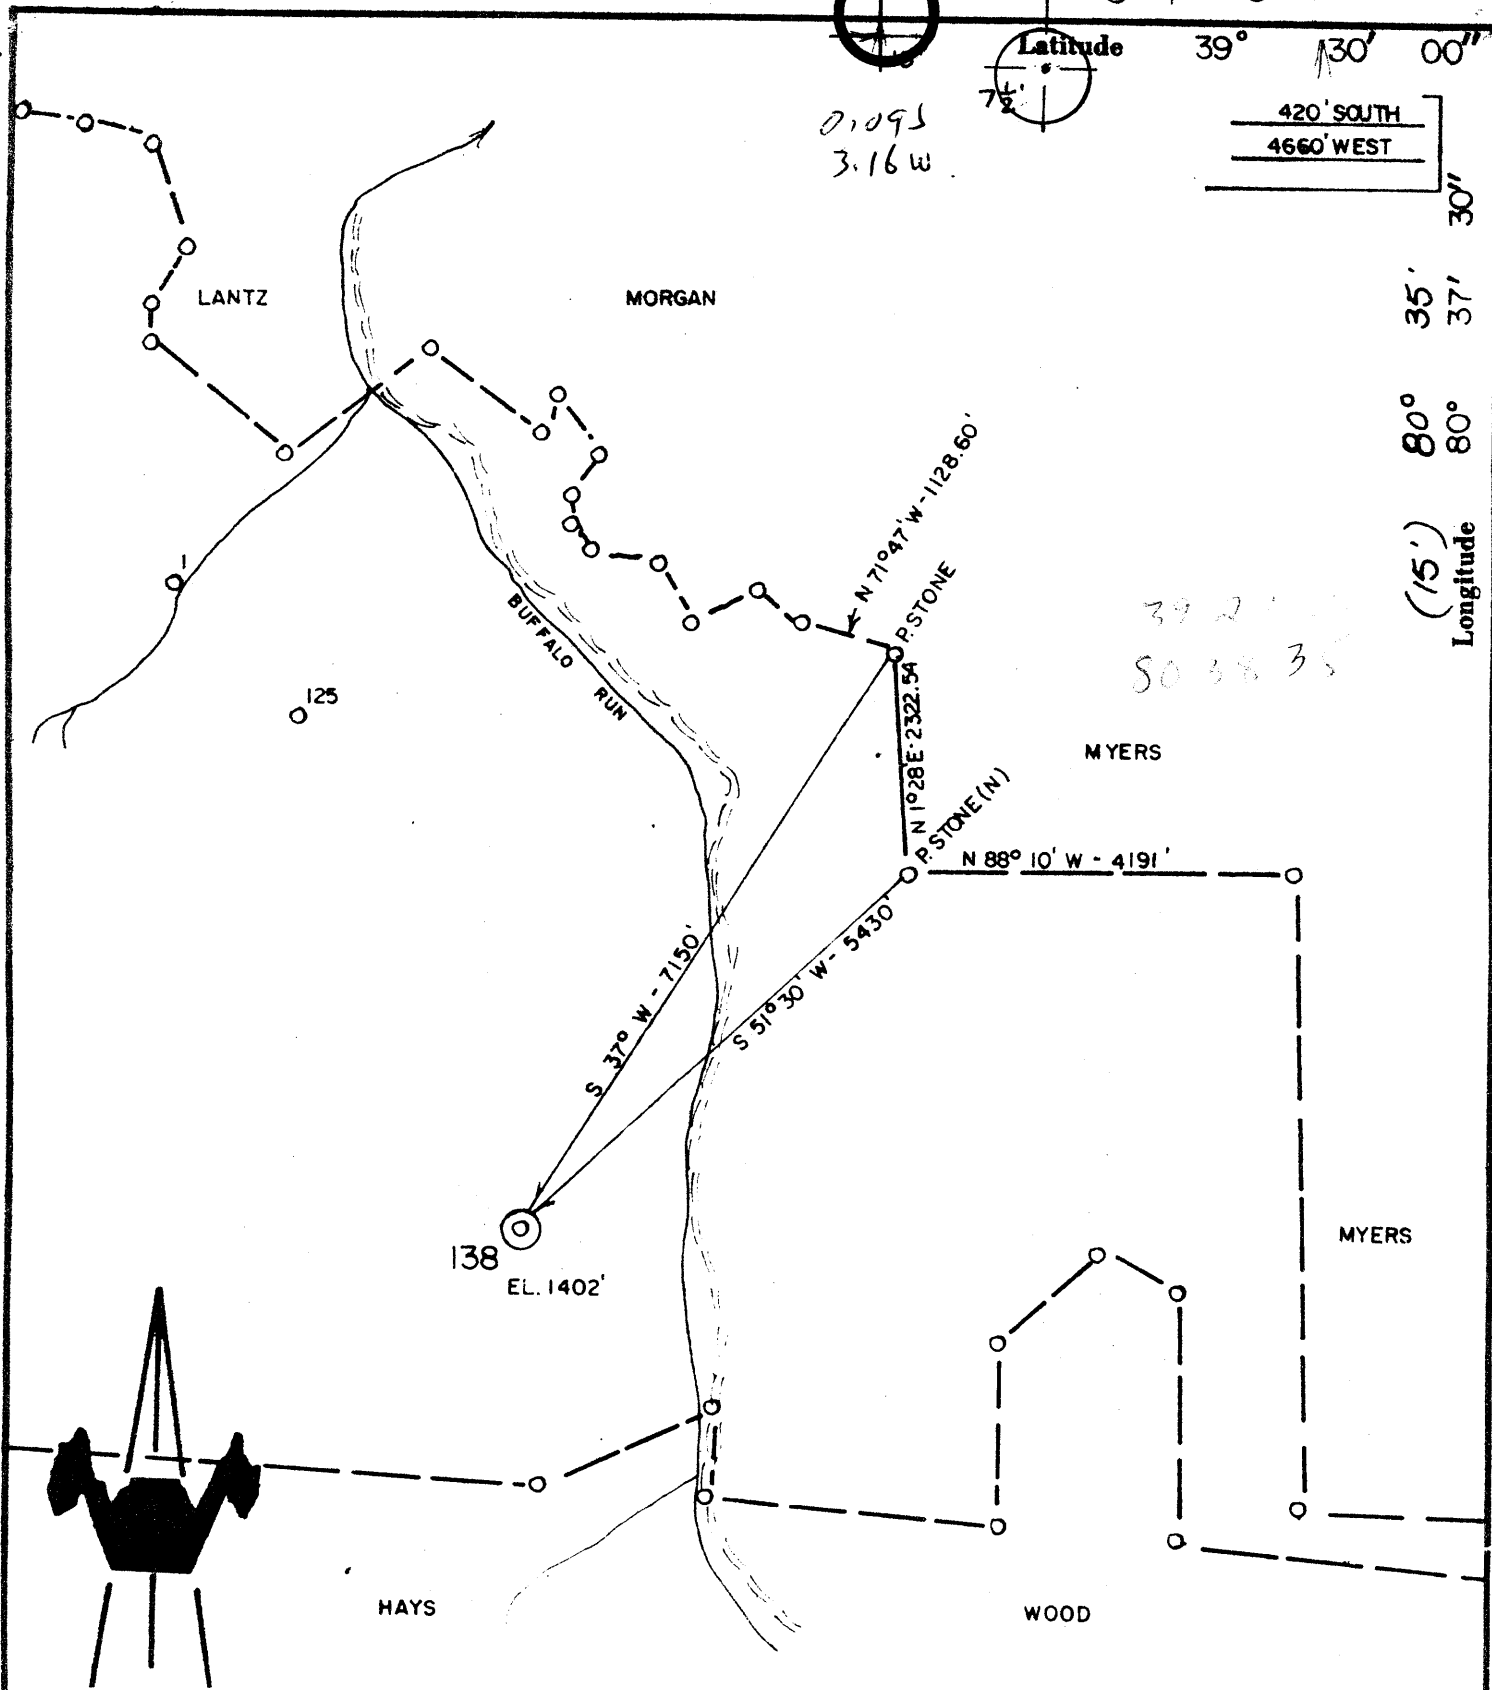 Latitude 39° 30' 00"
7½'
420' SOUTH
4660' WEST
3.16 W
(15') 80° 35'
Longitude 80° 37' 30"
LANTZ
MORGAN
N 71° 47' W - 1128.60'
P. STONE
1
BUFFALO RUN
125
N 1° 28' E - 2322.54
MYERS
P. STONE (N)
N 88° 10' W - 4191'
S 37° W - 7150'
S 51° 30' W - 5430'
138
EL. 1402'
MYERS
HAYS
WOOD